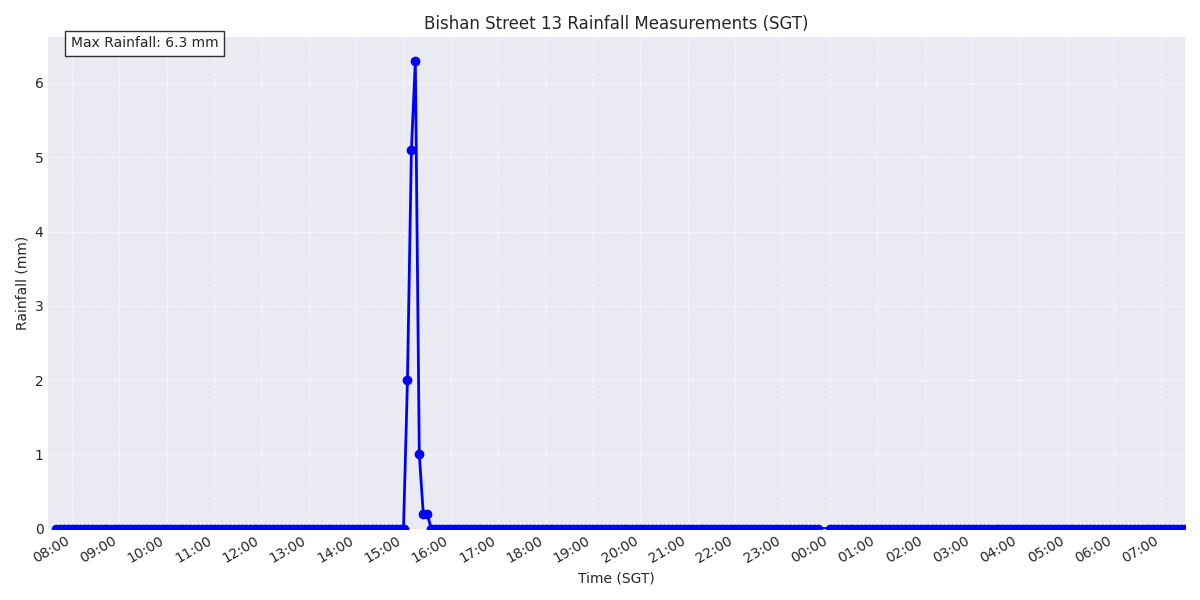 Bishan Street 13 Rainfall Measurements (SGT)
Max Rainfall: 6.3 mm
Rainfall (mm)
6
5
4
3
2
1
0
08:00 09:00 10:00 11:00 12:00 13:00 14:00 15:00 16:00 17:00 18:00 19:00 20:00 21:00 22:00 23:00 00:00 01:00 02:00 03:00 04:00 05:00 06:00 07:00
Time (SGT)